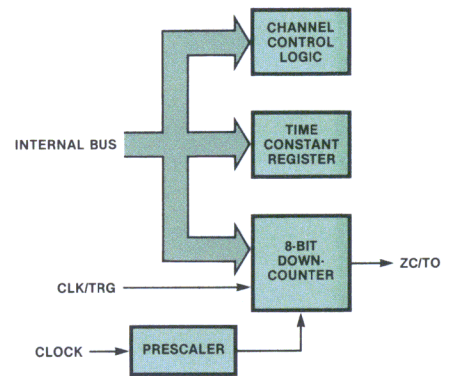 CHANNEL
CONTROL
LOGIC
TIME
CONSTANT
REGISTER
INTERNAL BUS
8-BIT
DOWN-
COUNTER
ZC/TO
CLK/TRG
CLOCK
PRESCALER